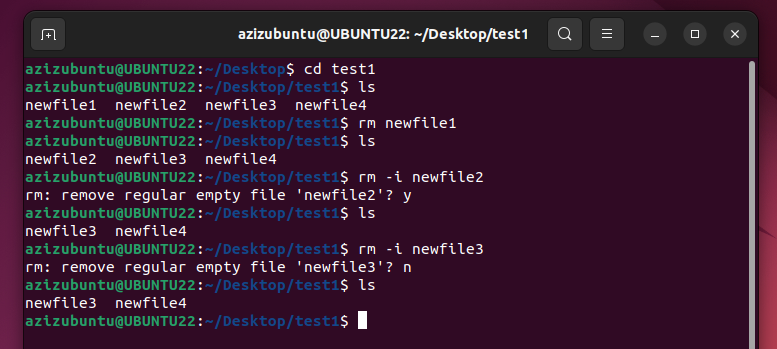 azizubuntu@UBUNTU22: ~/Desktop/test1
azizubuntu@UBUNTU22:~/Desktop$ cd test1
azizubuntu@UBUNTU22:~/Desktop/test1$ ls
newfile1  newfile2  newfile3  newfile4
azizubuntu@UBUNTU22:~/Desktop/test1$ rm newfile1
azizubuntu@UBUNTU22:~/Desktop/test1$ ls
newfile2  newfile3  newfile4
azizubuntu@UBUNTU22:~/Desktop/test1$ rm -i newfile2
rm: remove regular empty file 'newfile2'? y
azizubuntu@UBUNTU22:~/Desktop/test1$ ls
newfile3  newfile4
azizubuntu@UBUNTU22:~/Desktop/test1$ rm -i newfile3
rm: remove regular empty file 'newfile3'? n
azizubuntu@UBUNTU22:~/Desktop/test1$ ls
newfile3  newfile4
azizubuntu@UBUNTU22:~/Desktop/test1$